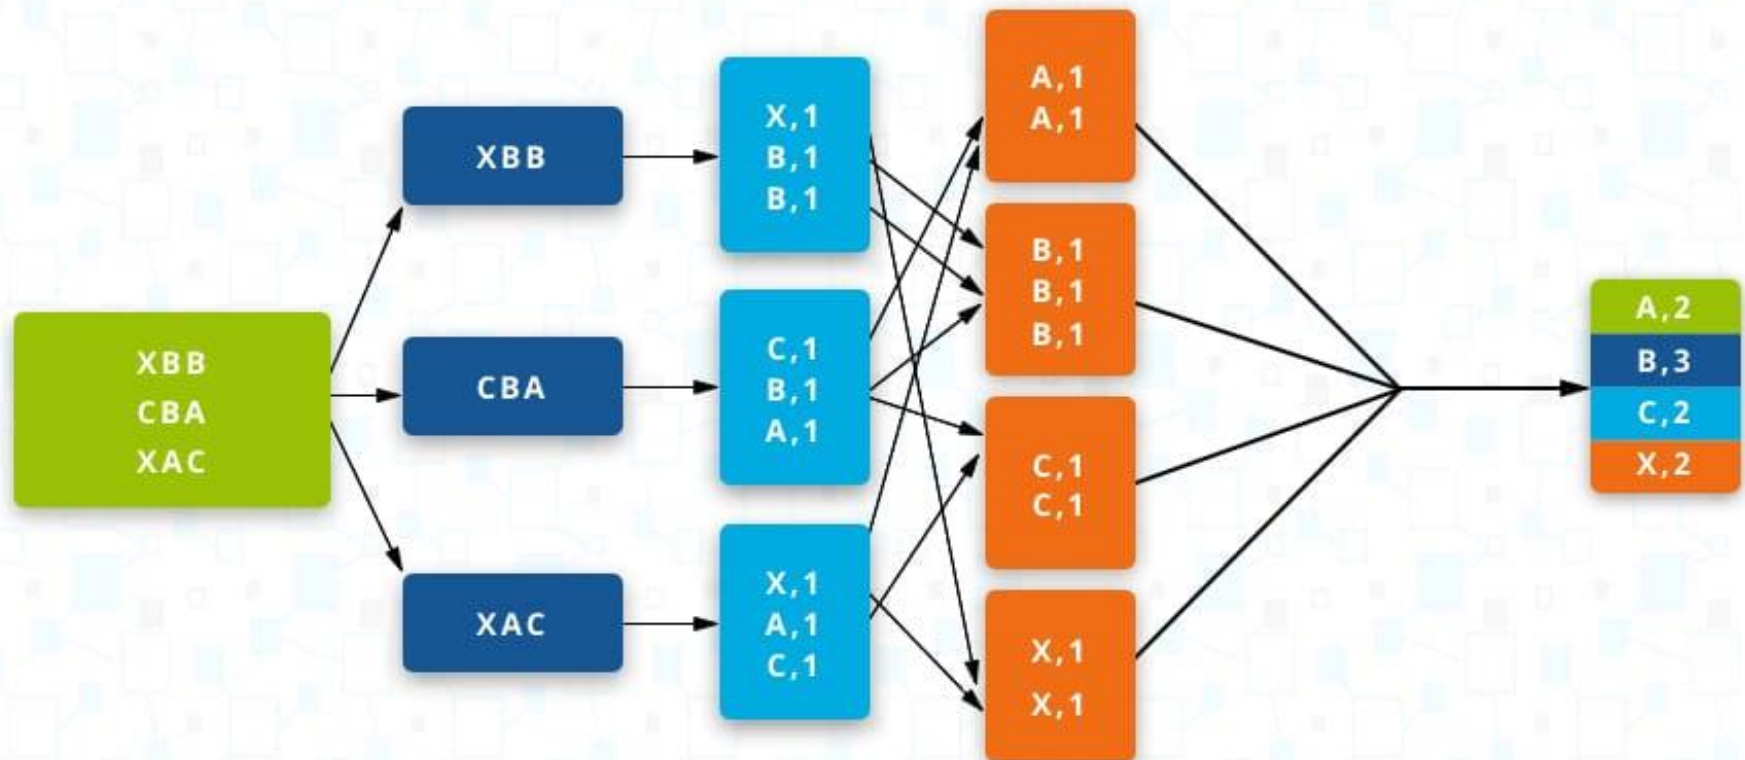 XBB
CBA
XAC
XBB
CBA
XAC
X,1
B,1
B,1
C,1
B,1
A,1
X,1
A,1
C,1
A,1
A,1
B,1
B,1
B,1
C,1
C,1
X,1
X,1
A,2
B,3
C,2
X,2